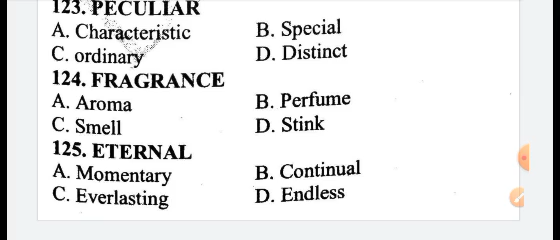 123. PECULIAR
A. Characteristic B. Special
C. ordinary D. Distinct
124. FRAGRANCE
A. Aroma B. Perfume
C. Smell D. Stink
125. ETERNAL
A. Momentary B. Continual
C. Everlasting D. Endless